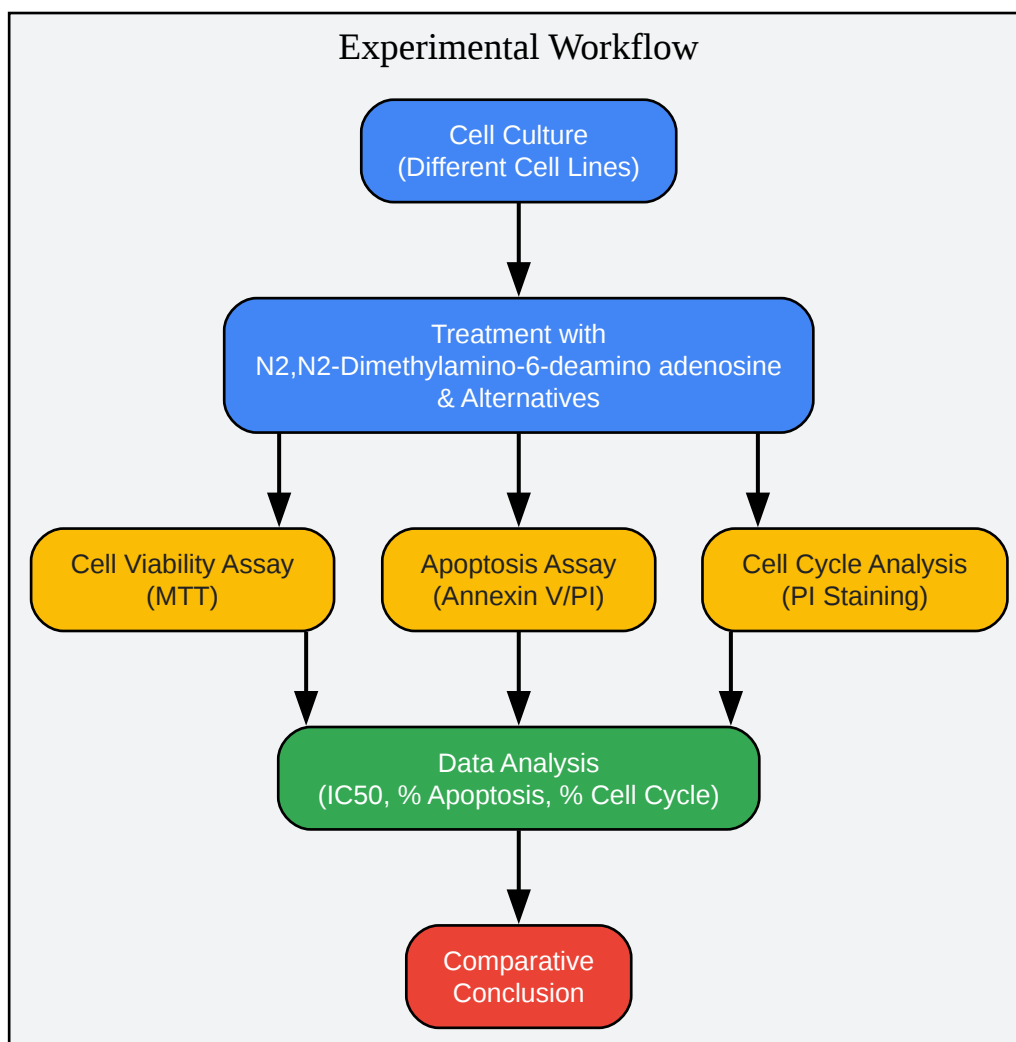 Experimental Workflow
Cell Culture
(Different Cell Lines)
Treatment with
N2,N2-Dimethylamino-6-deamino adenosine
& Alternatives
Cell Viability Assay
(MTT)
Apoptosis Assay
(Annexin V/PI)
Cell Cycle Analysis
(PI Staining)
Data Analysis
(IC50, % Apoptosis, % Cell Cycle)
Comparative
Conclusion